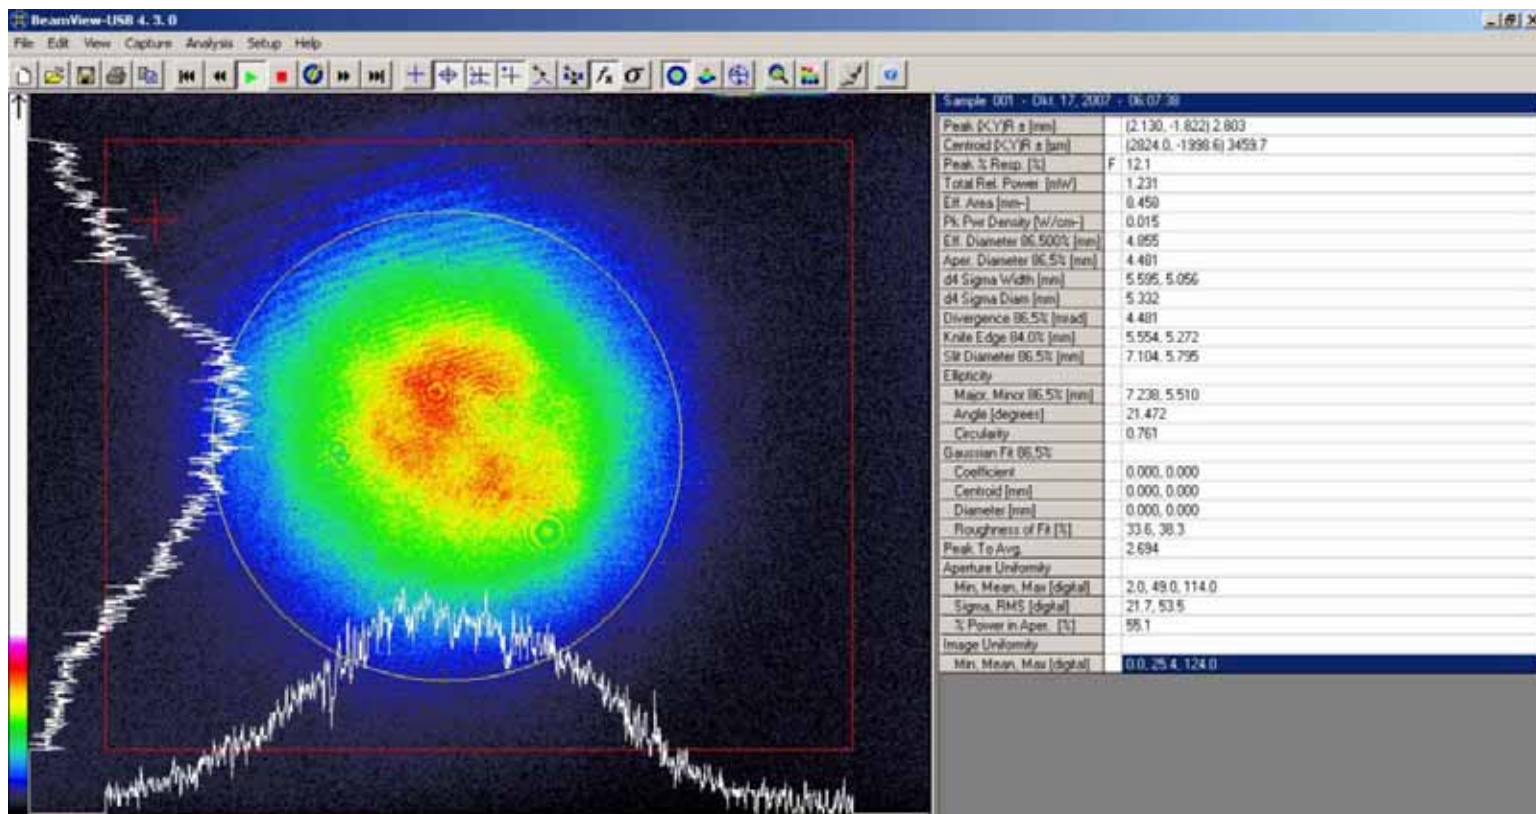 BeamView-USB 4.3.0
File Edit View Capture Analysis Setup Help
Sample 001 - Okt. 17, 2007 - 06:07:38
Peak (X,Y)R ± [mm] (2.130, -1.822) 2.803
Centroid (X,Y)R ± [µm] (2824.0, -1998.6) 3459.7
Peak % Resp. [%] F 12.1
Total Rel. Power [mW] 1.231
Eff. Area [mm~] 8.458
Pk Pwr Density [W/cm~] 0.015
Eff. Diameter 86.500% [mm] 4.855
Aper. Diameter 86.5% [mm] 4.481
d4 Sigma Width [mm] 5.595, 5.056
d4 Sigma Diam [mm] 5.332
Divergence 86.5% [mrad] 4.481
Knife Edge 84.0% [mm] 5.554, 5.272
Slit Diameter 86.5% [mm] 7.104, 5.795
Ellipticity
Major, Minor 86.5% [mm] 7.238, 5.510
Angle [degrees] 21.472
Circularity 0.761
Gaussian Fit 86.5%
Coefficient 0.000, 0.000
Centroid [mm] 0.000, 0.000
Diameter [mm] 0.000, 0.000
Roughness of Fit [%] 33.6, 38.3
Peak To Avg. 2.694
Aperture Uniformity
Min, Mean, Max [digital] 2.0, 49.0, 114.0
Sigma, RMS [digital] 21.7, 53.5
% Power in Aper. [%] 55.1
Image Uniformity
Min, Mean, Max [digital] 0.0, 25.4, 124.0